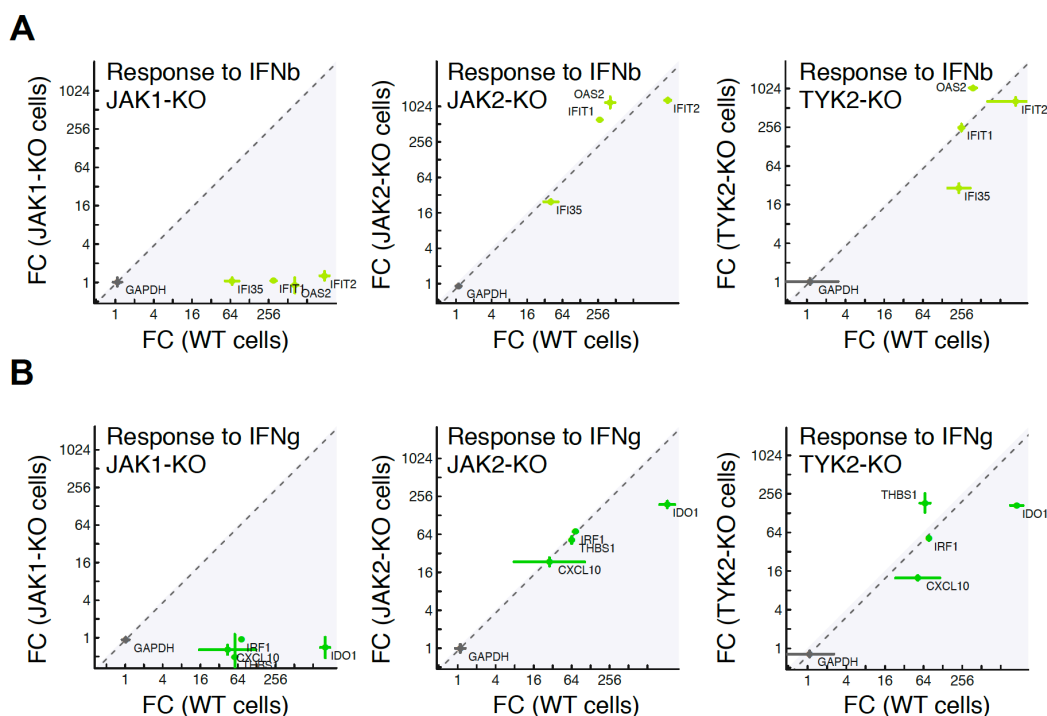 A
Response to IFNb
JAK1-KO
FC (JAK1-KO cells)
1024
256
64
16
4
1
GAPDH
IFI35
IFIT1
OAS2
IFIT2
1
4
16
64
256
FC (WT cells)
Response to IFNb
JAK2-KO
FC (JAK2-KO cells)
1024
256
64
16
4
1
OAS2
IFIT1
IFIT2
IFI35
GAPDH
1
4
16
64
256
FC (WT cells)
Response to IFNb
TYK2-KO
FC (TYK2-KO cells)
1024
256
64
16
4
1
OAS2
IFIT2
IFIT1
IFI35
GAPDH
1
4
16
64
256
FC (WT cells)
B
Response to IFNg
JAK1-KO
FC (JAK1-KO cells)
1024
256
64
16
4
1
GAPDH
IRF1
CXCL10
THBS1
IDO1
1
4
16
64
256
FC (WT cells)
Response to IFNg
JAK2-KO
FC (JAK2-KO cells)
1024
256
64
16
4
1
IDO1
IRF1
THBS1
CXCL10
GAPDH
1
4
16
64
256
FC (WT cells)
Response to IFNg
TYK2-KO
FC (TYK2-KO cells)
1024
256
64
16
4
1
THBS1
IDO1
IRF1
CXCL10
GAPDH
1
4
16
64
256
FC (WT cells)